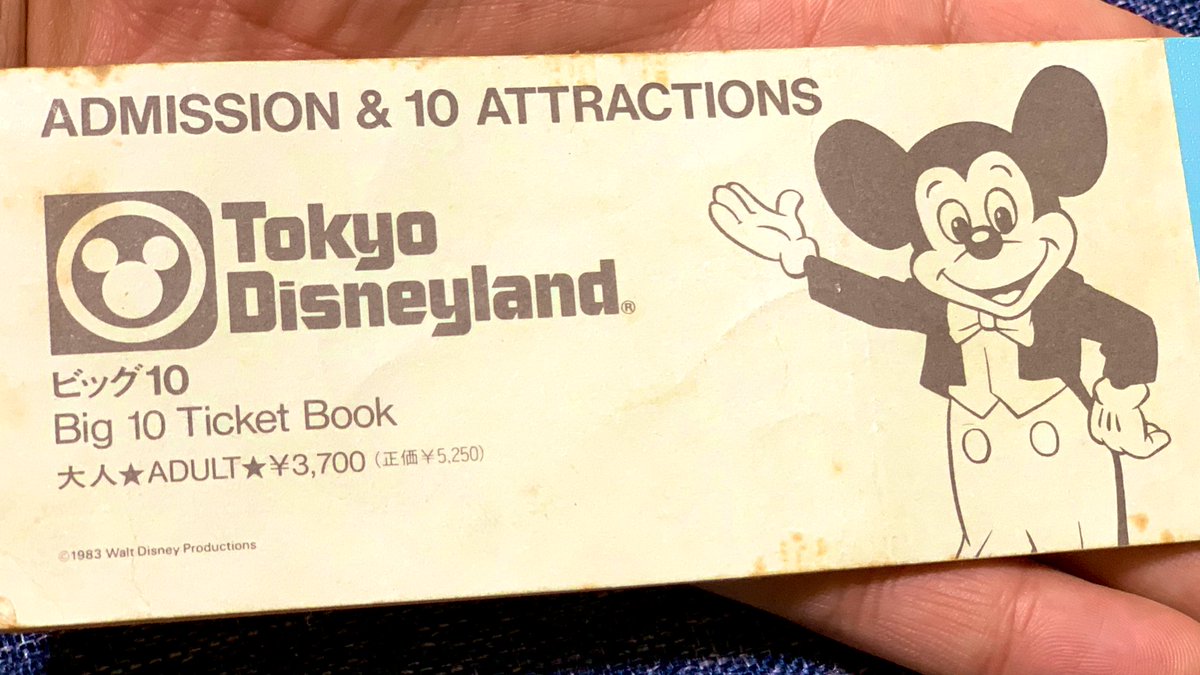 ADMISSION & 10 ATTRACTIONS
Tokyo
Disneyland®
ビッグ10
Big 10 Ticket Book
大人★ADULT★¥3,700（正価¥5,250）
©1983 Walt Disney Productions